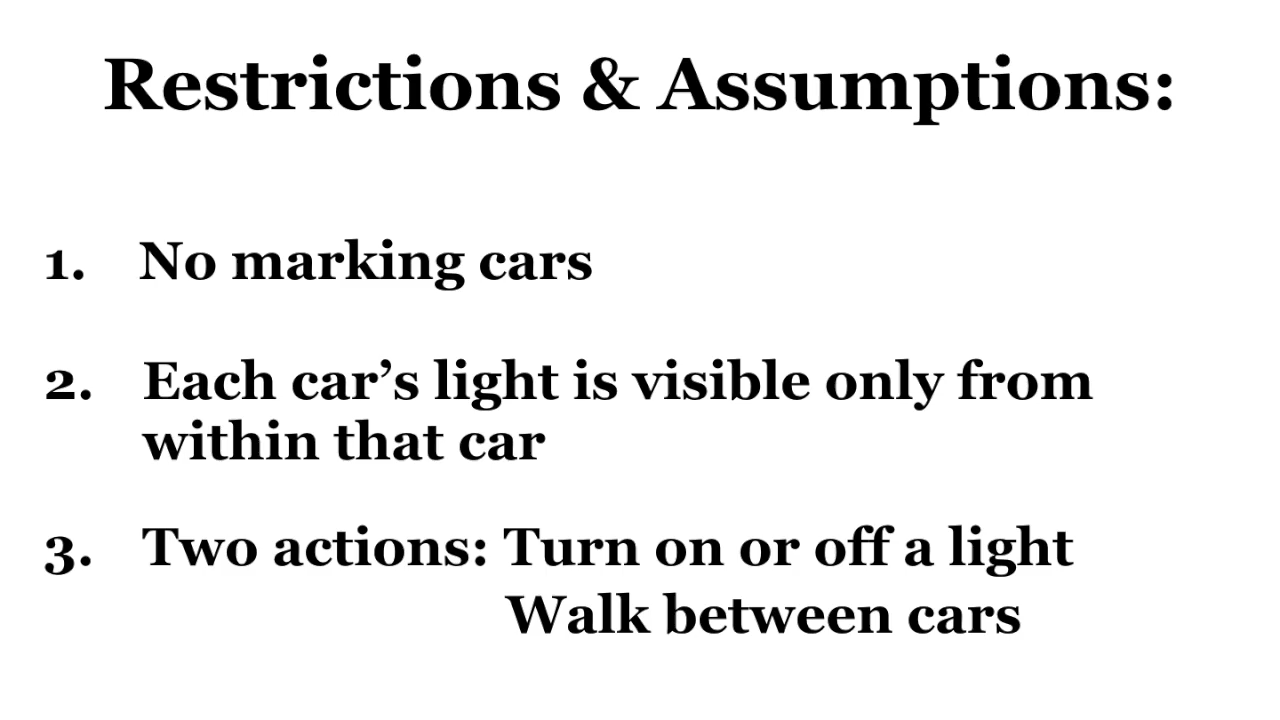 Restrictions & Assumptions:
1. No marking cars
2. Each car’s light is visible only from
within that car
3. Two actions: Turn on or off a light
Walk between cars